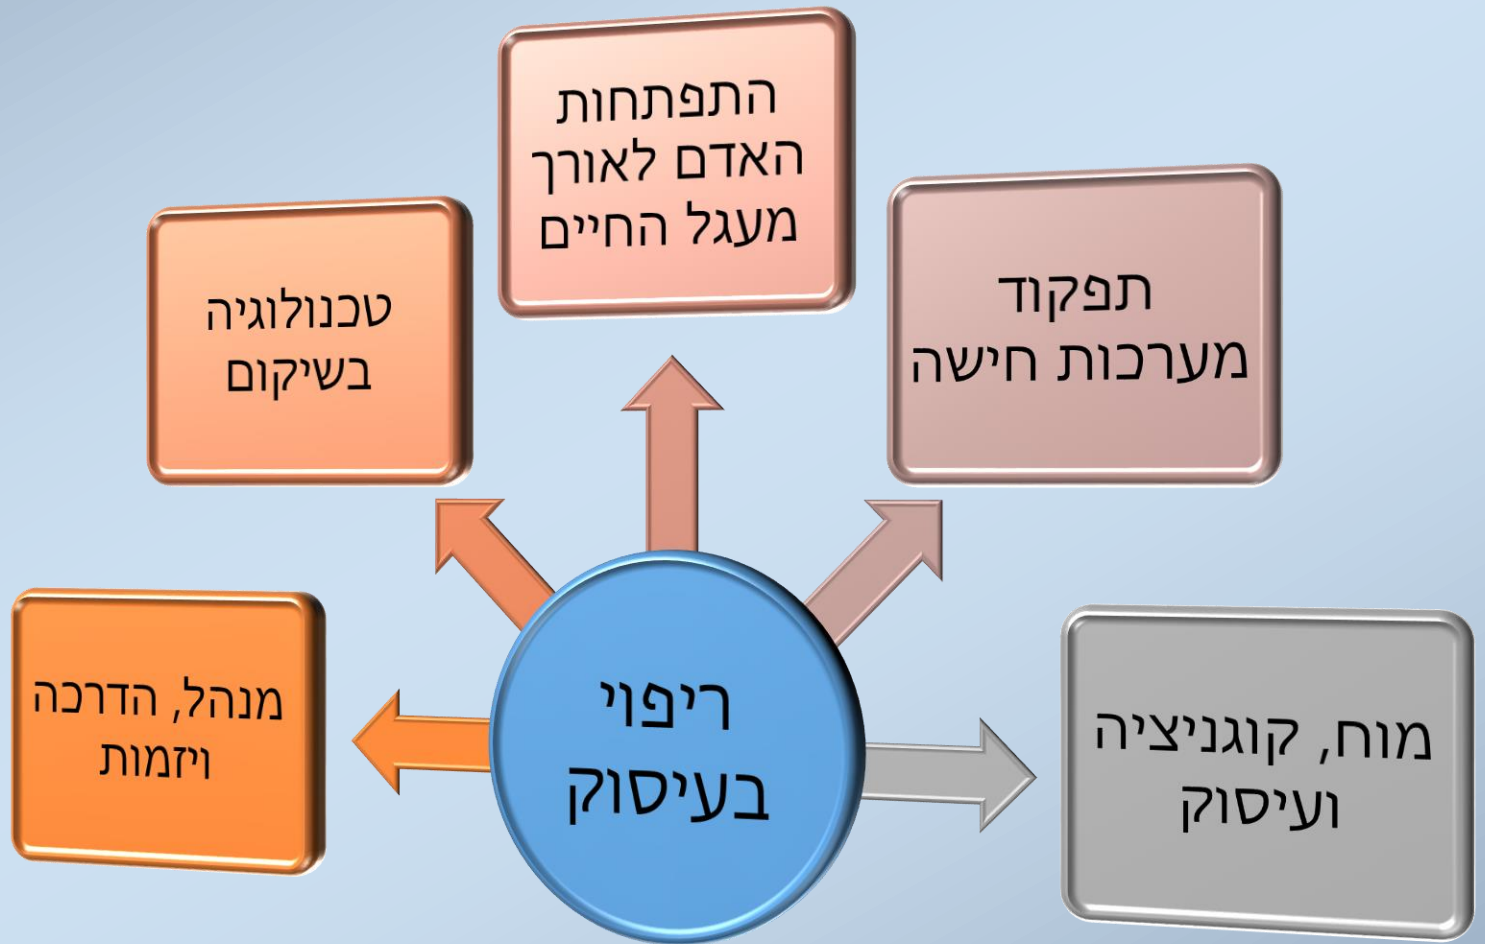 התפתחות
האדם לאורך
מעגל החיים
תפקוד
מערכות חישה
טכנולוגיה
בשיקום
מוח, קוגניציה
ועיסוק
מנהל, הדרכה
ויזמות
ריפוי
בעיסוק